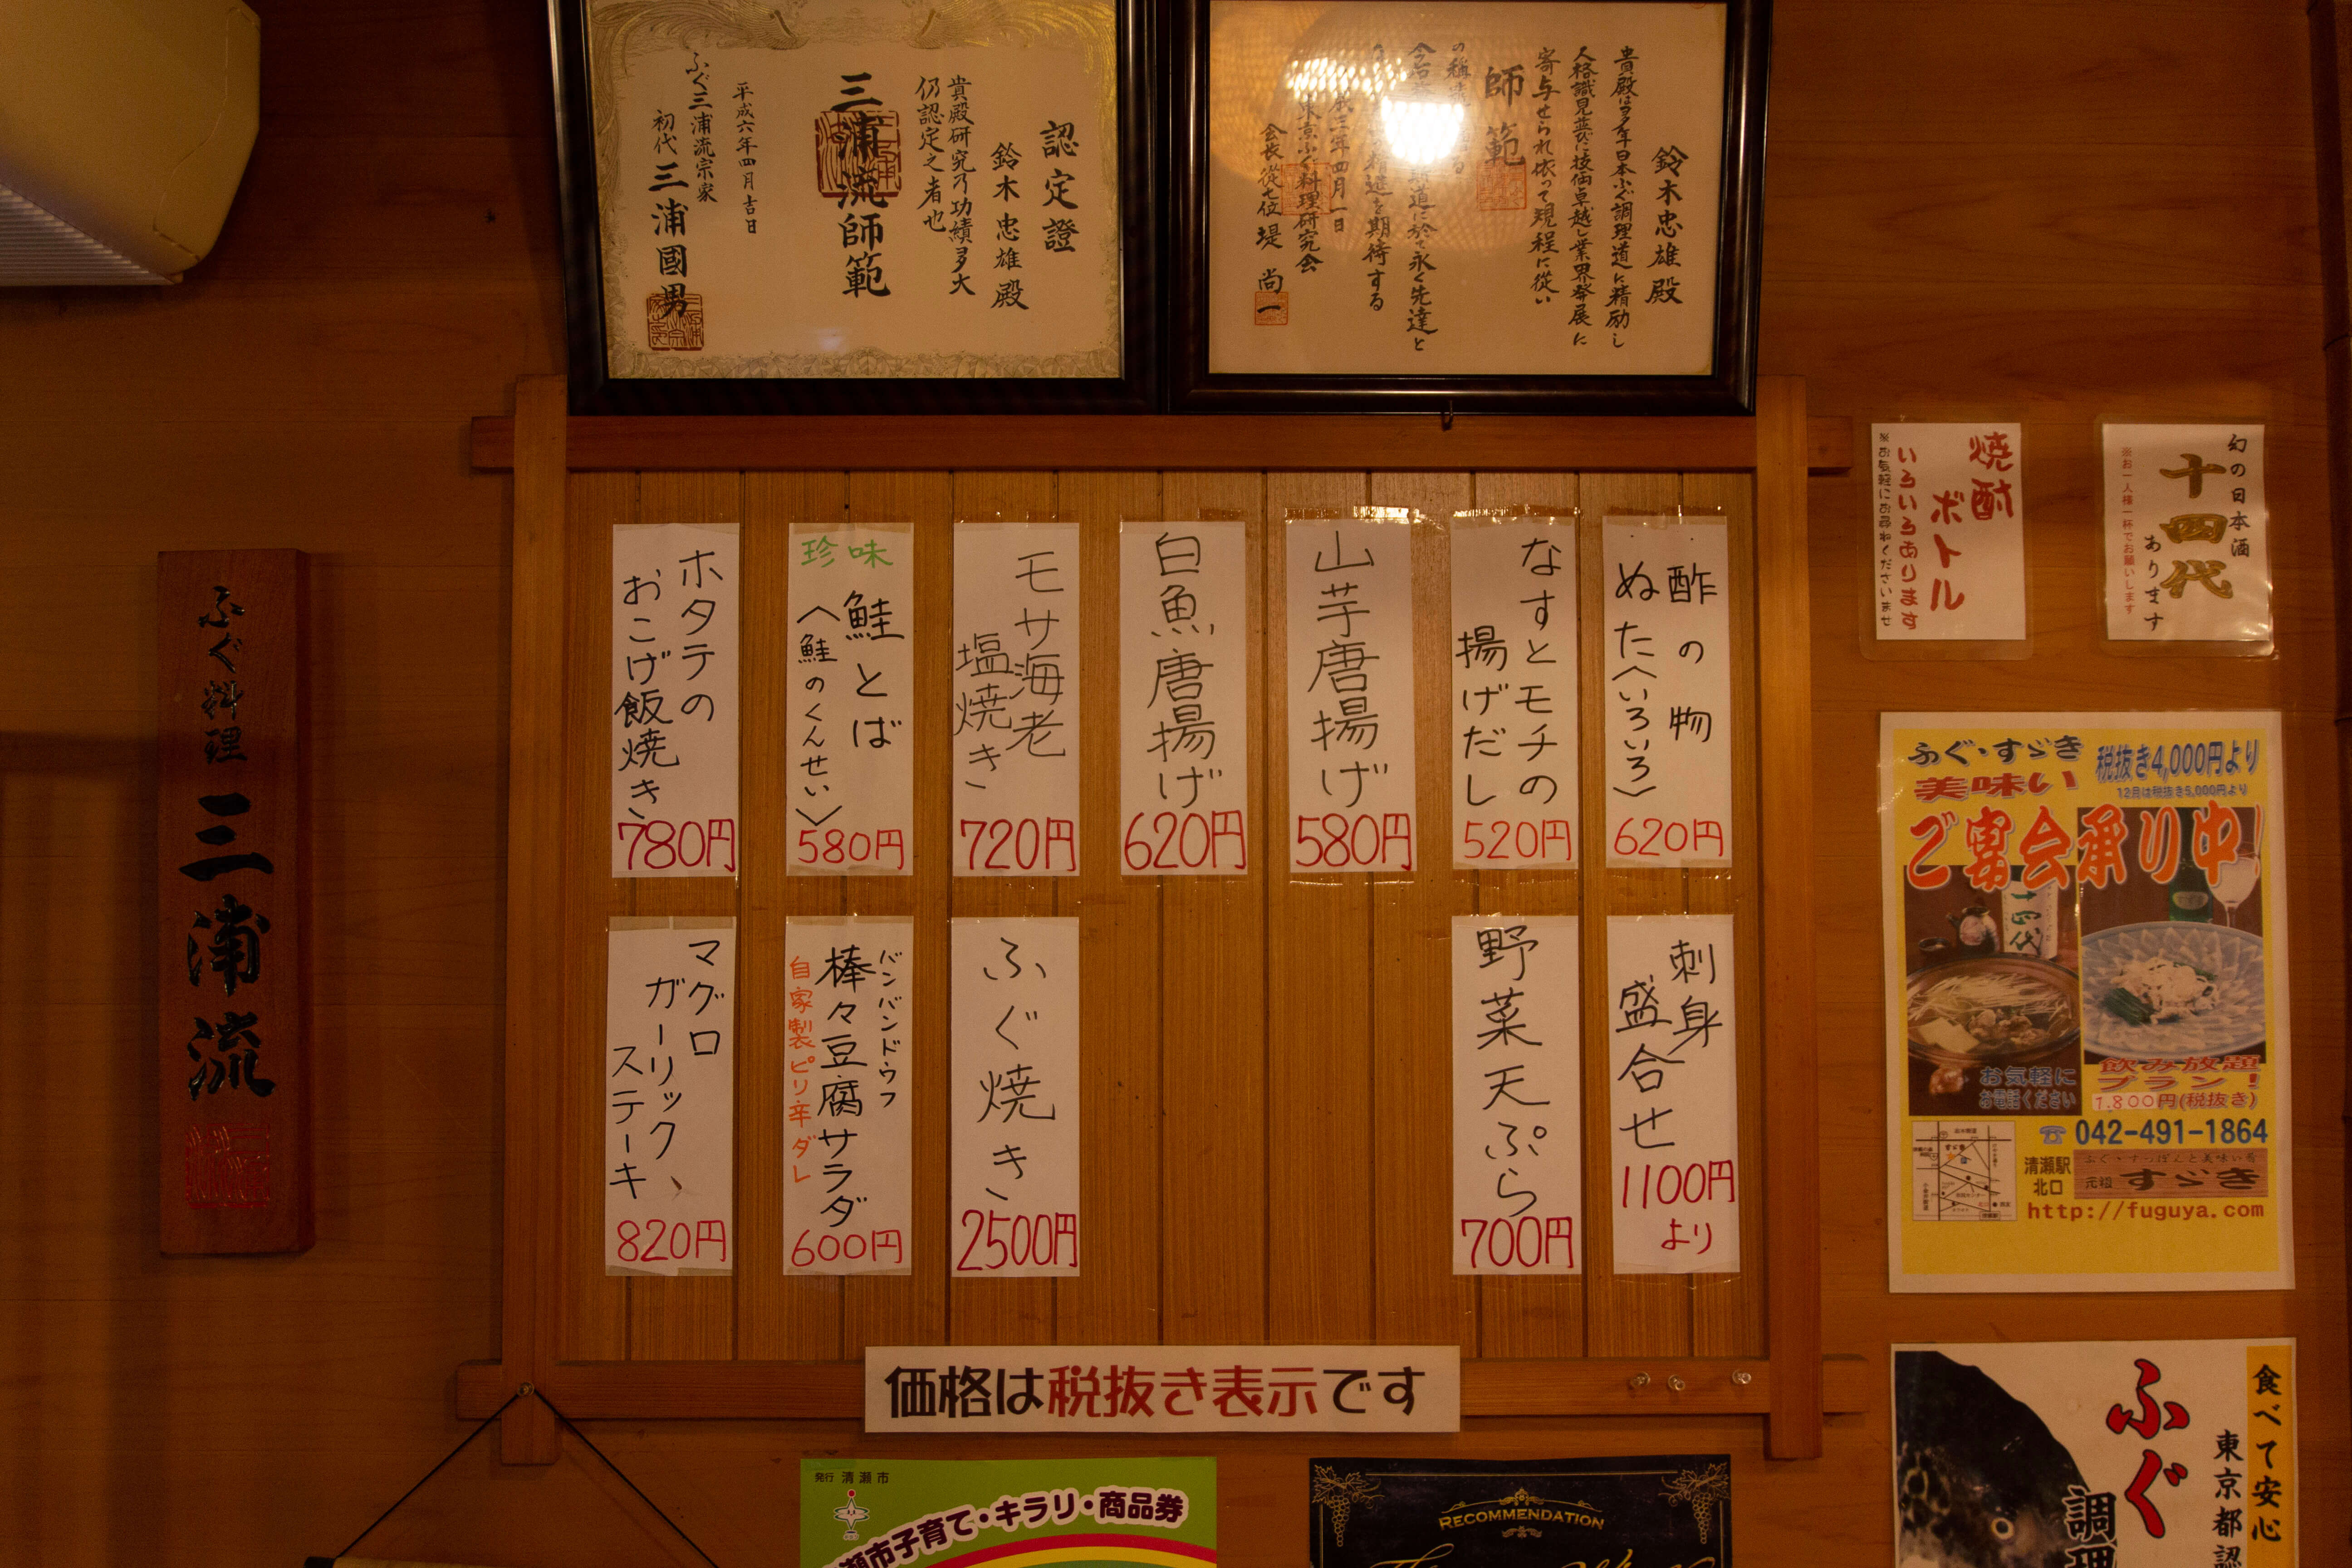 認定證
鈴木忠雄殿
貴殿研究乃功績多大
仍認定之者也
三浦流師範
平成六年四月吉日
ふぐ三浦流宗家
初代 三浦國男
鈴木忠雄殿
貴殿は多年日本ふぐ調理道に精励し
人格識見並びに技価卓越し業界発展に
寄与せられ依って規程に従い
師範
の称
道に於て永く先達と
精進を期待する
年四月一日
東京ふぐ料理研究会
会長従七位 堤 尚一
ふぐ料理 三浦流
酢の物
ぬた(いろいろ)
620円
なすとモチの
揚げだし
520円
山芋唐揚げ
580円
白魚唐揚げ
620円
モサ海老
塩焼き
720円
珍味
鮭とば
(鮭のくんせい)
580円
ホタテの
おこげ飯焼き
780円
刺身
盛合せ
1100円
より
野菜天ぷら
700円
ふぐ焼き
2500円
バンバンドウフ
棒々豆腐サラダ
自家製ピリ辛ダレ
600円
マグロ
ガーリック
ステーキ
820円
価格は税抜き表示です
幻の日本酒
十四代
あります
※お一人様一杯でお願いします
焼酎
ボトル
いろいろあります
※お気軽にお尋ねくださいませ
ふぐ・すゞき
美味い
税抜き4,000円より
12月は税抜き5,000円より
ご宴会承り中!
十四代
お気軽に
お電話ください
飲み放題
プラン!
1.800円(税抜き)
☎042-491-1864
清瀬駅
北口
ふぐ・すっぽんと美味い肴
元祖 すゞき
http://fuguya.com
食べて安心
東京都認
ふぐ
調理
発行 清瀬市
瀬市子育て・キラリ・商品券
RECOMMENDATION